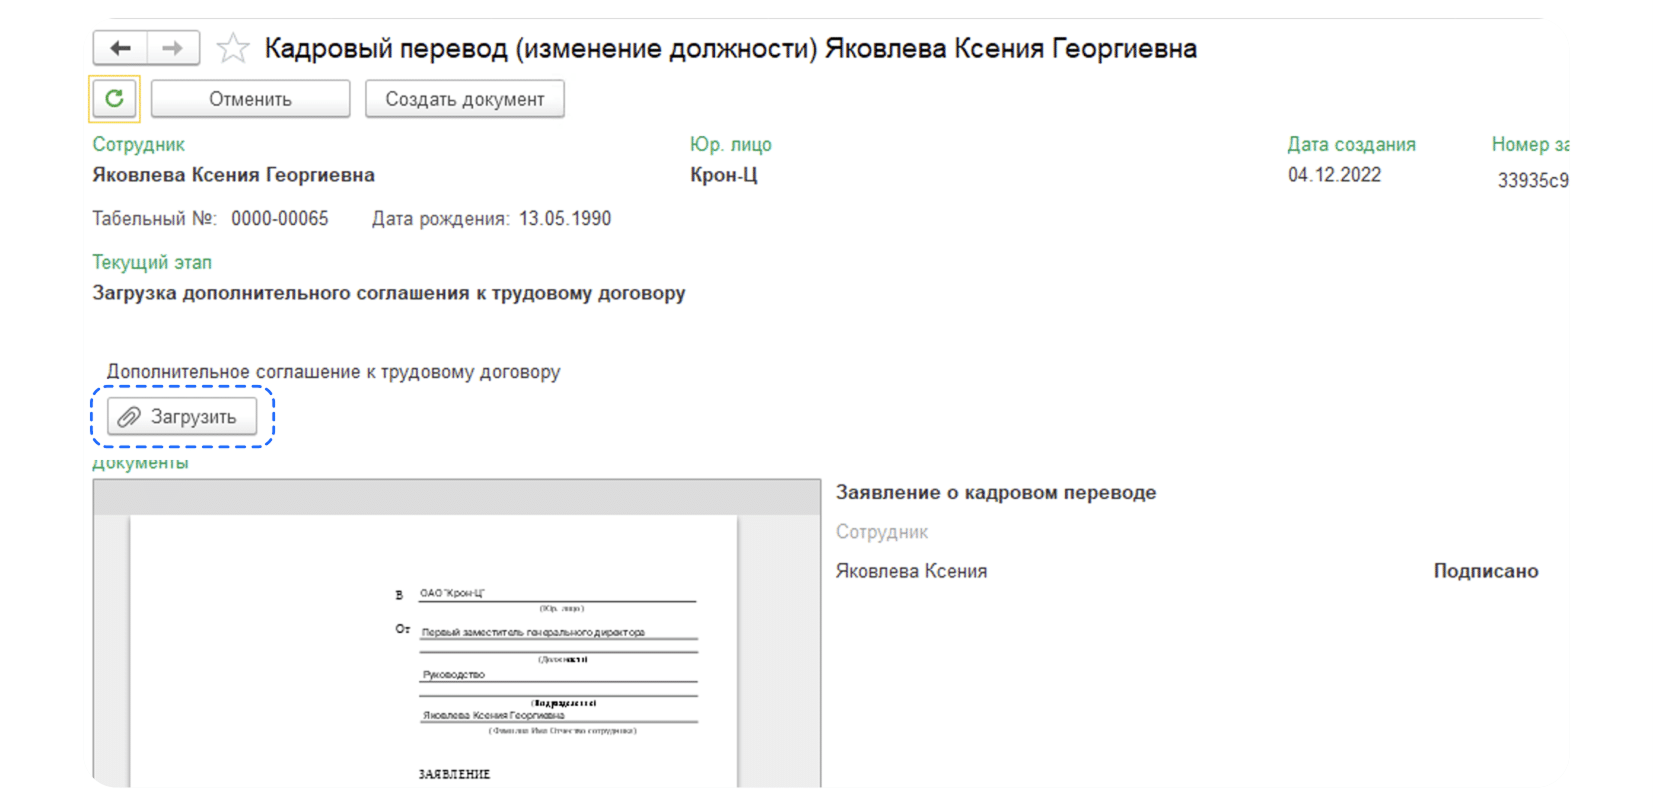 Кадровый перевод (изменение должности) Яковлева Ксения Георгиевна
Отменить Создать документ
Сотрудник Юр. лицо Дата создания Номер за
Яковлева Ксения Георгиевна Крон-Ц 04.12.2022 33935c9
Табельный №: 0000-00065 Дата рождения: 13.05.1990
Текущий этап
Загрузка дополнительного соглашения к трудовому договору
Дополнительное соглашение к трудовому договору
Загрузить
Документы
Заявление о кадровом переводе
Сотрудник
Яковлева Ксения Подписано
В ОАО "Крон-Ц"
(Юр. лицо)
От Первый заместитель генерального директора
(Должности)
Руководство
(Подразделения)
Яковлева Ксения Георгиевна
(Фамилия Имя Отчество сотрудника)
ЗАЯВЛЕНИЕ